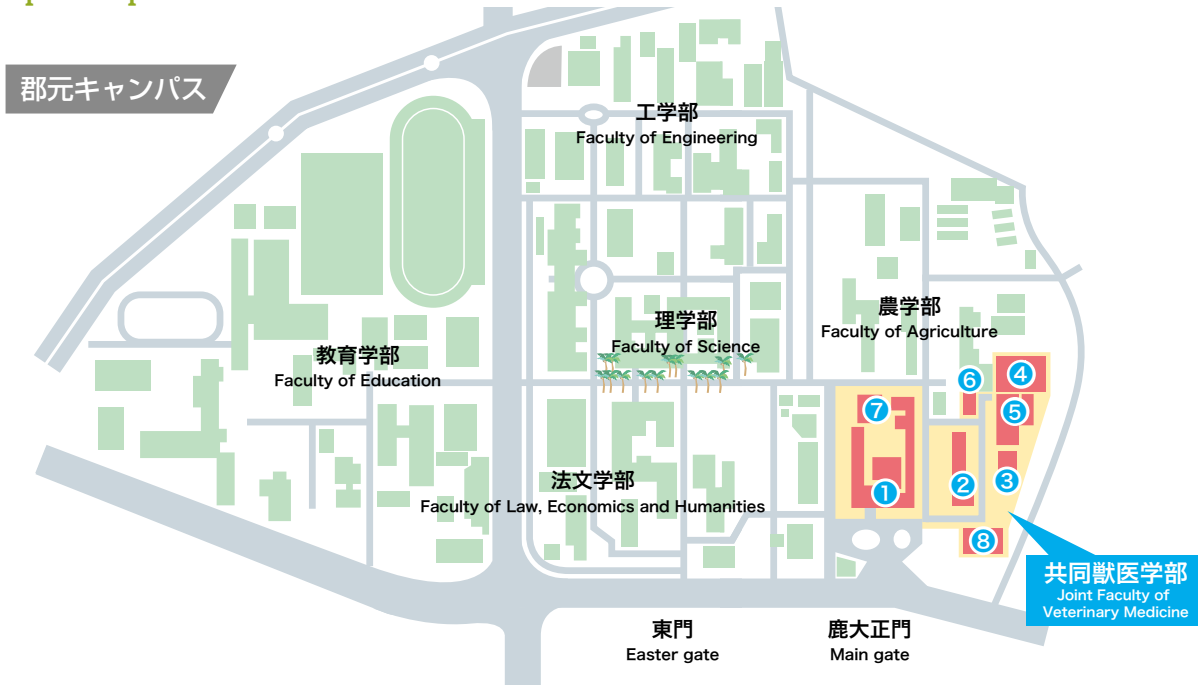 郡元キャンパス
工学部
Faculty of Engineering
理学部
Faculty of Science
農学部
Faculty of Agriculture
教育学部
Faculty of Education
⑥
④
⑦
⑤
法文学部
Faculty of Law, Economics and Humanities
①
②
③
⑧
共同獣医学部
Joint Faculty of
Veterinary Medicine
東門
Easter gate
鹿大正門
Main gate